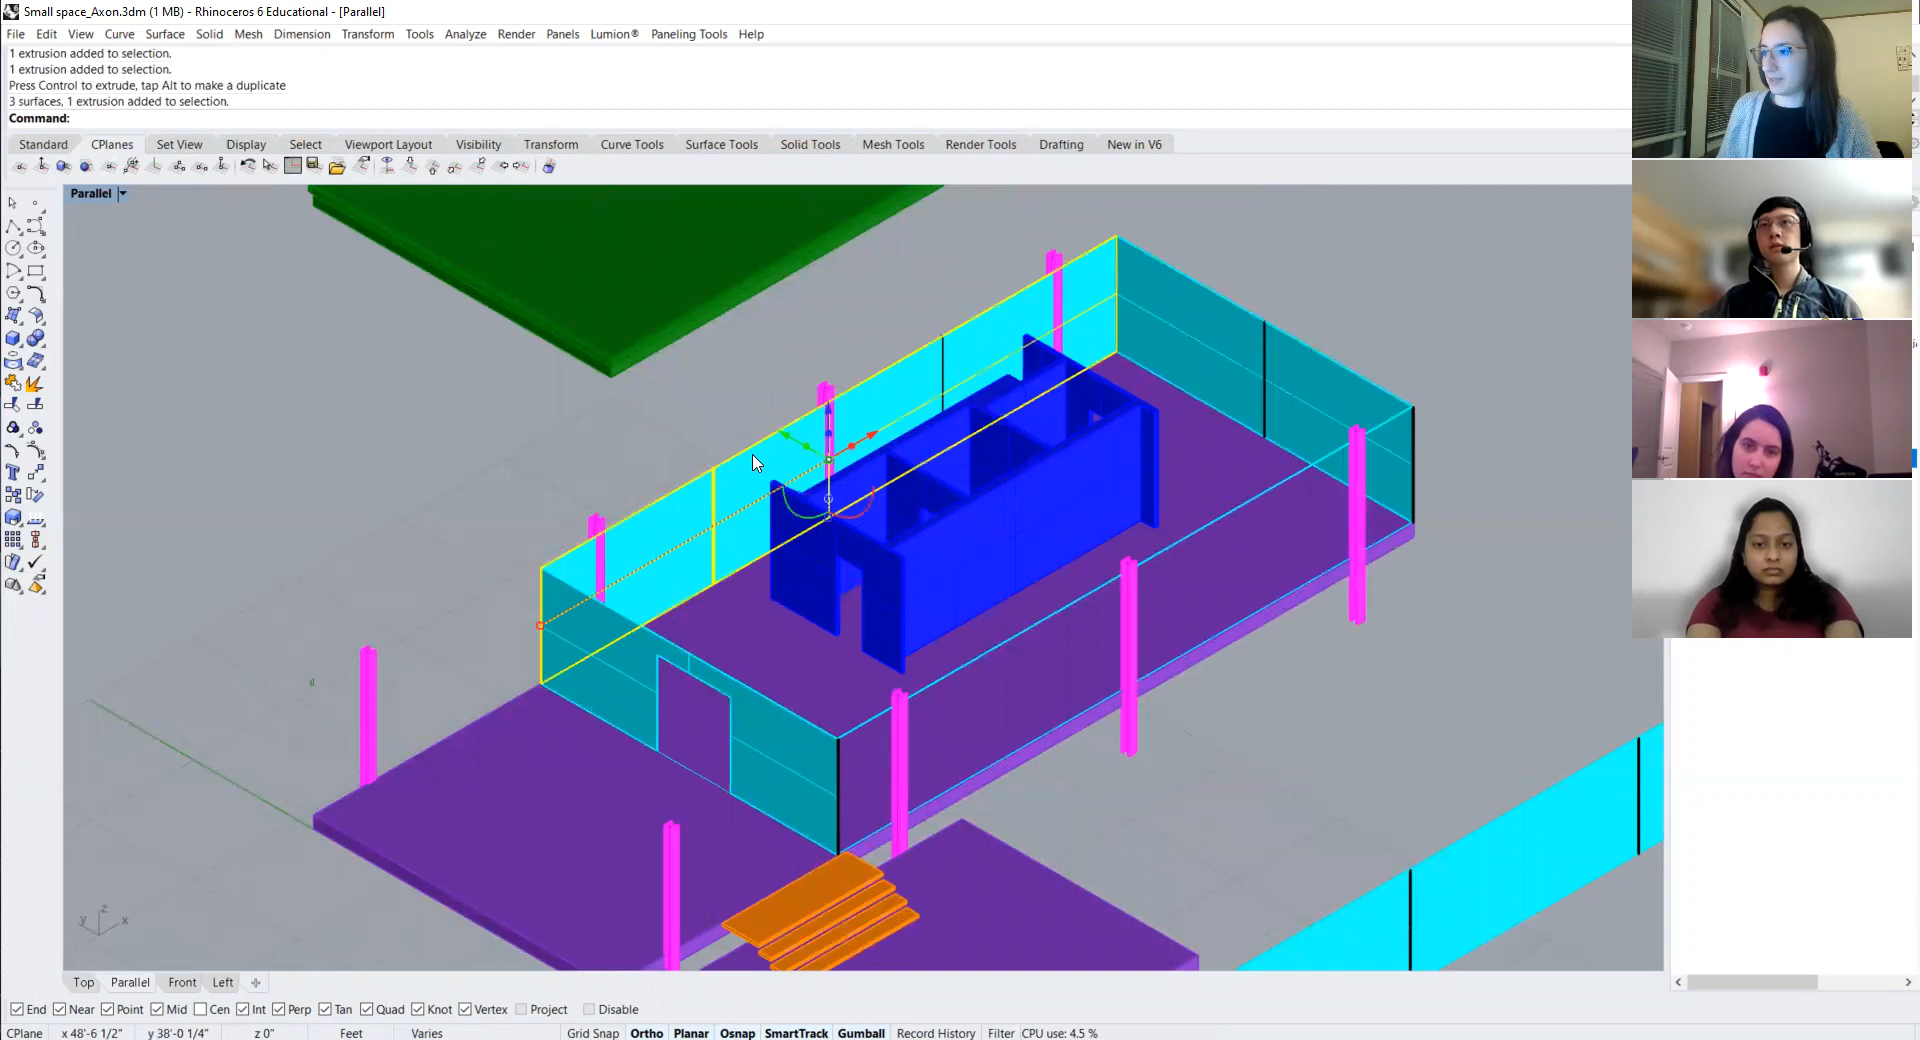 Small space_Axon.3dm (1 MB) - Rhinoceros 6 Educational - [Parallel]
File Edit View Curve Surface Solid Mesh Dimension Transform Tools Analyze Render Panels Lumion® Paneling Tools Help
1 extrusion added to selection.
1 extrusion added to selection.
Press Control to extrude, tap Alt to make a duplicate
3 surfaces, 1 extrusion added to selection.
Command:
Standard CPlanes Set View Display Select Viewport Layout Visibility Transform Curve Tools Surface Tools Solid Tools Mesh Tools Render Tools Drafting New in V6
Parallel
z
y x
Top Parallel Front Left
End Near Point Mid Cen Int Perp Tan Quad Knot Vertex Project Disable
CPlane x 48'-6 1/2" y 38'-0 1/4" z 0" Feet Varies Grid Snap Ortho Planar Osnap SmartTrack Gumball Record History Filter CPU use: 4.5 %